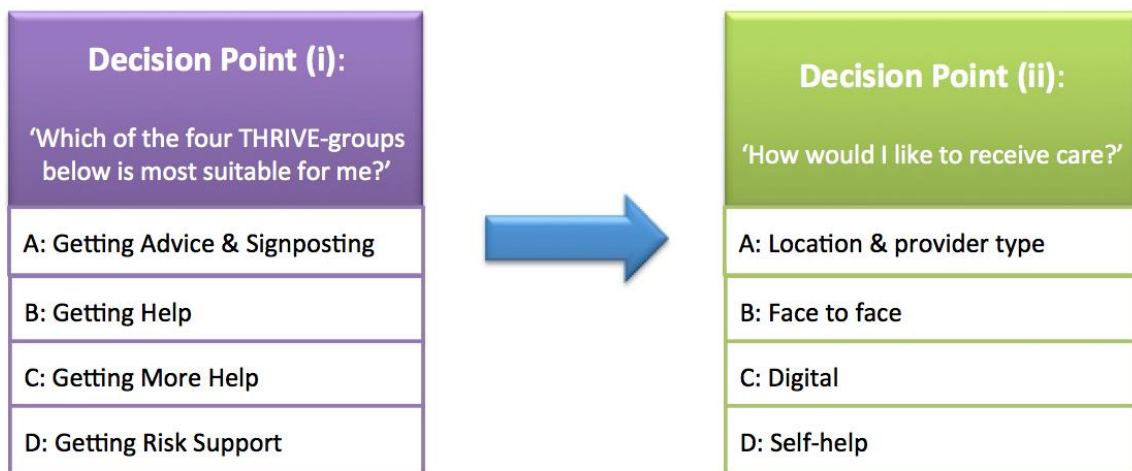 Decision Point (i):
‘Which of the four THRIVE-groups
below is most suitable for me?’
A: Getting Advice & Signposting
B: Getting Help
C: Getting More Help
D: Getting Risk Support
Decision Point (ii):
‘How would I like to receive care?’
A: Location & provider type
B: Face to face
C: Digital
D: Self-help